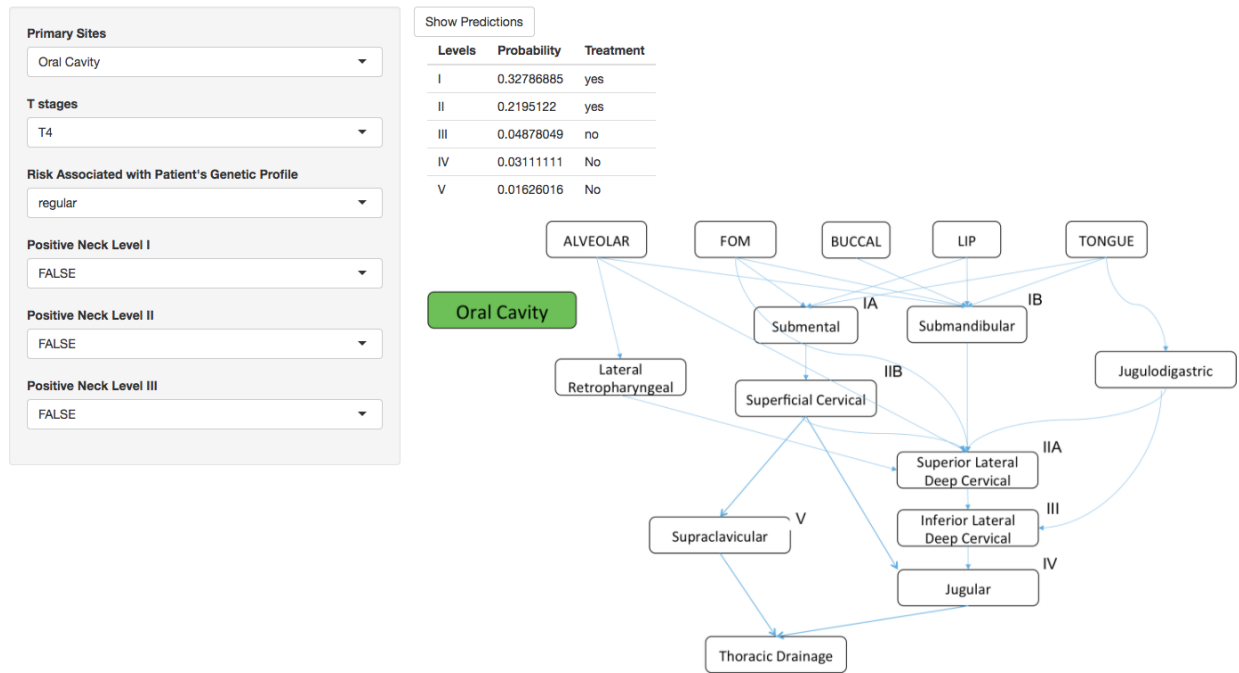 Primary Sites
Oral Cavity
T stages
T4
Risk Associated with Patient's Genetic Profile
regular
Positive Neck Level I
FALSE
Positive Neck Level II
FALSE
Positive Neck Level III
FALSE
Show Predictions
Levels Probability Treatment
I 0.32786885 yes
II 0.2195122 yes
III 0.04878049 no
IV 0.03111111 No
V 0.01626016 No
ALVEOLAR FOM BUCCAL LIP TONGUE
Oral Cavity
IA
IB
Submental
Submandibular
Lateral
Retropharyngeal
IIB
Jugulodigastric
Superficial Cervical
IIA
Superior Lateral
Deep Cervical
III
Inferior Lateral
Deep Cervical
V
Supraclavicular
IV
Jugular
Thoracic Drainage